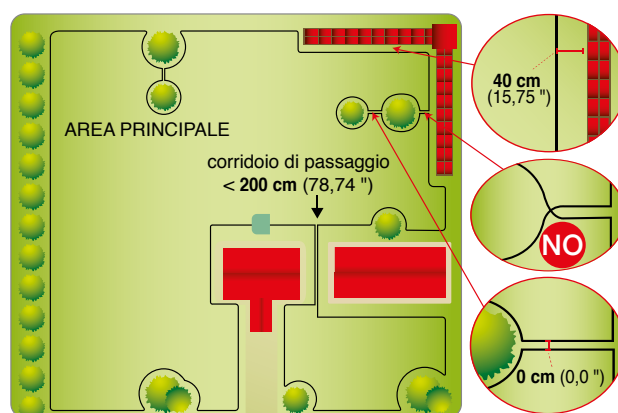 40 cm
(15,75 ")
AREA PRINCIPALE
corridoio di passaggio
< 200 cm (78,74 ")
NO
0 cm (0,0 ")